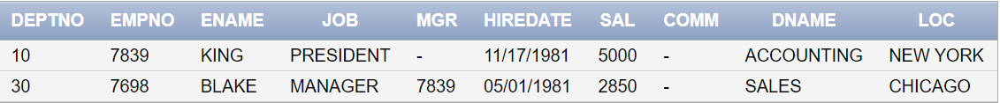 DEPTNO EMPNO ENAME JOB MGR HIREDATE SAL COMM DNAME LOC
10 7839 KING PRESIDENT - 11/17/1981 5000 - ACCOUNTING NEW YORK
30 7698 BLAKE MANAGER 7839 05/01/1981 2850 - SALES CHICAGO